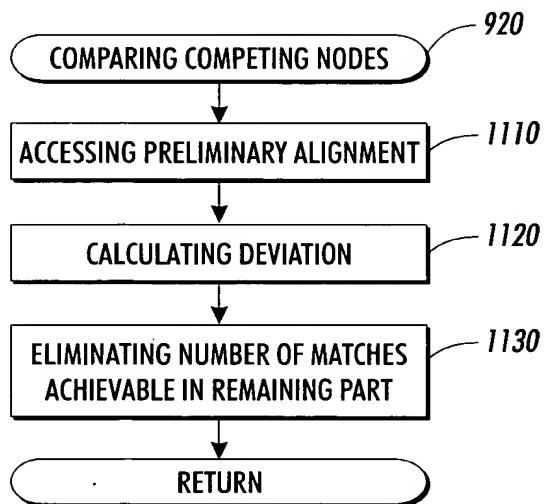 COMPARING COMPETING NODES
920
ACCESSING PRELIMINARY ALIGNMENT
1110
CALCULATING DEVIATION
1120
ELIMINATING NUMBER OF MATCHES
ACHIEVABLE IN REMAINING PART
1130
RETURN